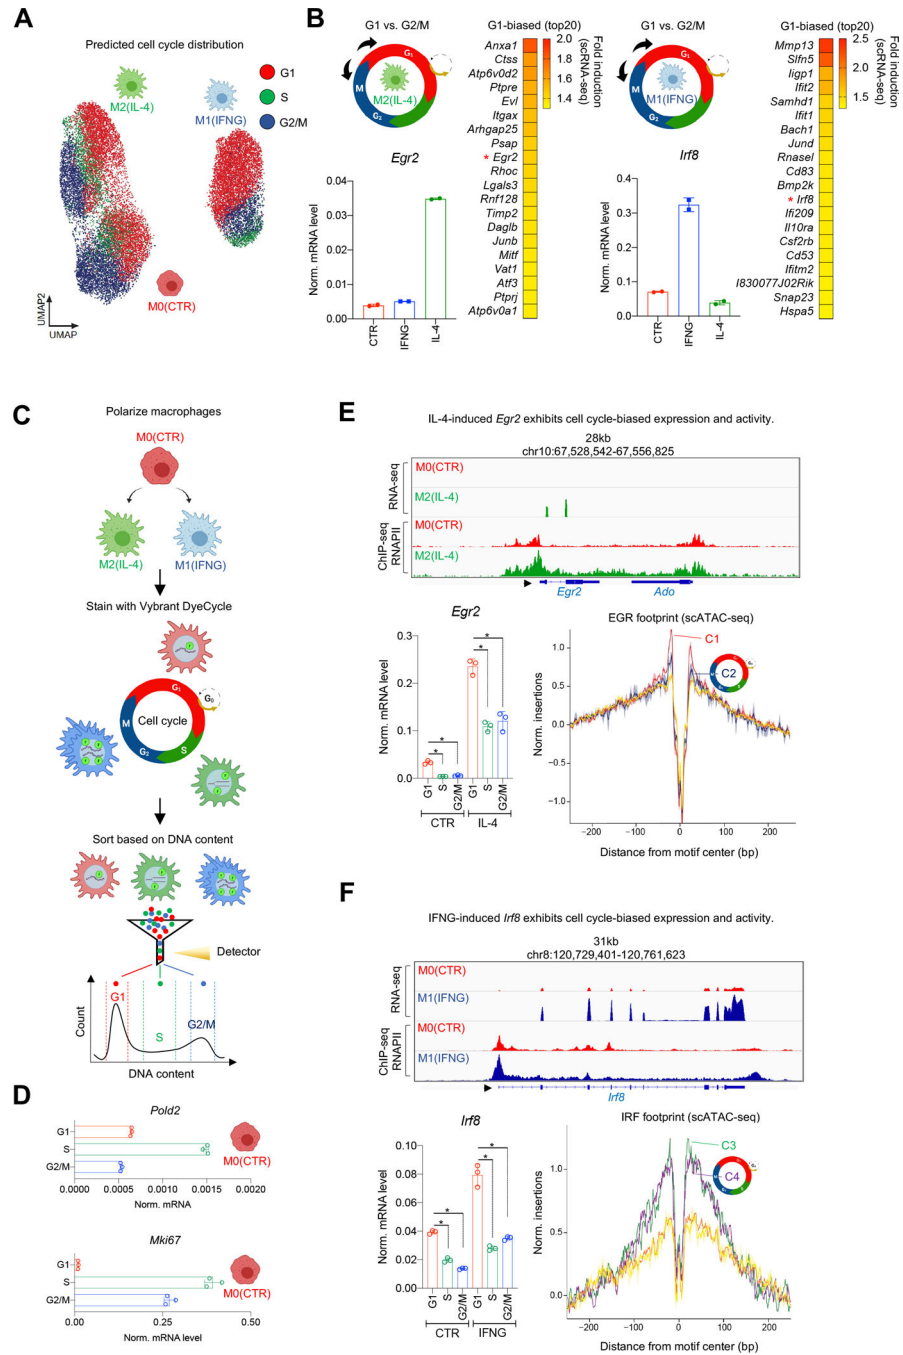 A
Predicted cell cycle distribution
M2(IL-4)
M1(IFNG)
G1
S
G2/M
M0(CTR)
UMAP2
UMAP
B
G1 vs. G2/M
G1
M
G2
M2(IL-4)
Egr2
Norm. mRNA level
0.04
0.03
0.02
0.01
0.00
CTR
IFNG
IL-4
G1-biased (top20)
Anxa1
Ctss
Atp6v0d2
Ptpre
Evl
Itgax
Arhgap25
Psap
* Egr2
Rhoc
Lgals3
Rnf128
Timp2
Daglb
Junb
Mitf
Vat1
Atf3
Ptprj
Atp6v0a1
2.0
1.8
1.6
1.4
Fold induction
(scRNA-seq)
G1 vs. G2/M
G1
M
G2
M1(IFNG)
Irf8
Norm. mRNA level
0.4
0.3
0.2
0.1
0.0
CTR
IFNG
IL-4
G1-biased (top20)
Mmp13
Slfn5
Iigp1
Ifit2
Samhd1
Ifit1
Bach1
Jund
Rnasel
Cd83
Bmp2k
* Irf8
Ifi209
Il10ra
Csf2rb
Cd53
Ifitm2
I830077J02Rik
Snap23
Hspa5
2.5
2.0
1.5
Fold induction
(scRNA-seq)
C
Polarize macrophages
M0(CTR)
M2(IL-4)
M1(IFNG)
Stain with Vybrant DyeCycle
G1
G0
M
Cell cycle
G2
S
Sort based on DNA content
Detector
G1
S
G2/M
Count
DNA content
D
Pold2
G1
S
G2/M
M0(CTR)
0.0000
0.0005
0.0010
0.0015
0.0020
Norm. mRNA
Mki67
G1
S
G2/M
M0(CTR)
0.00
0.25
0.50
Norm. mRNA level
E
IL-4-induced Egr2 exhibits cell cycle-biased expression and activity.
28kb
chr10:67,528,542-67,556,825
RNA-seq
M0(CTR)
M2(IL-4)
ChIP-seq
RNAPII
M0(CTR)
M2(IL-4)
Egr2
Ado
Egr2
Norm. mRNA level
0.3
0.2
0.1
0.0
* * * *
G1
S
G2/M
G1
S
G2/M
CTR
IL-4
EGR footprint (scATAC-seq)
C1
C2
Norm. insertions
1.0
0.5
0.0
−0.5
−1.0
−200
−100
0
100
200
Distance from motif center (bp)
F
IFNG-induced Irf8 exhibits cell cycle-biased expression and activity.
31kb
chr8:120,729,401-120,761,623
RNA-seq
M0(CTR)
M1(IFNG)
ChIP-seq
RNAPII
M0(CTR)
M1(IFNG)
Irf8
Irf8
Norm. mRNA level
0.10
0.08
0.06
0.04
0.02
0.00
* * * *
G1
S
G2/M
G1
S
G2/M
CTR
IFNG
IRF footprint (scATAC-seq)
C3
C4
Norm. insertions
1.0
0.5
0.0
−200
−100
0
100
200
Distance from motif center (bp)